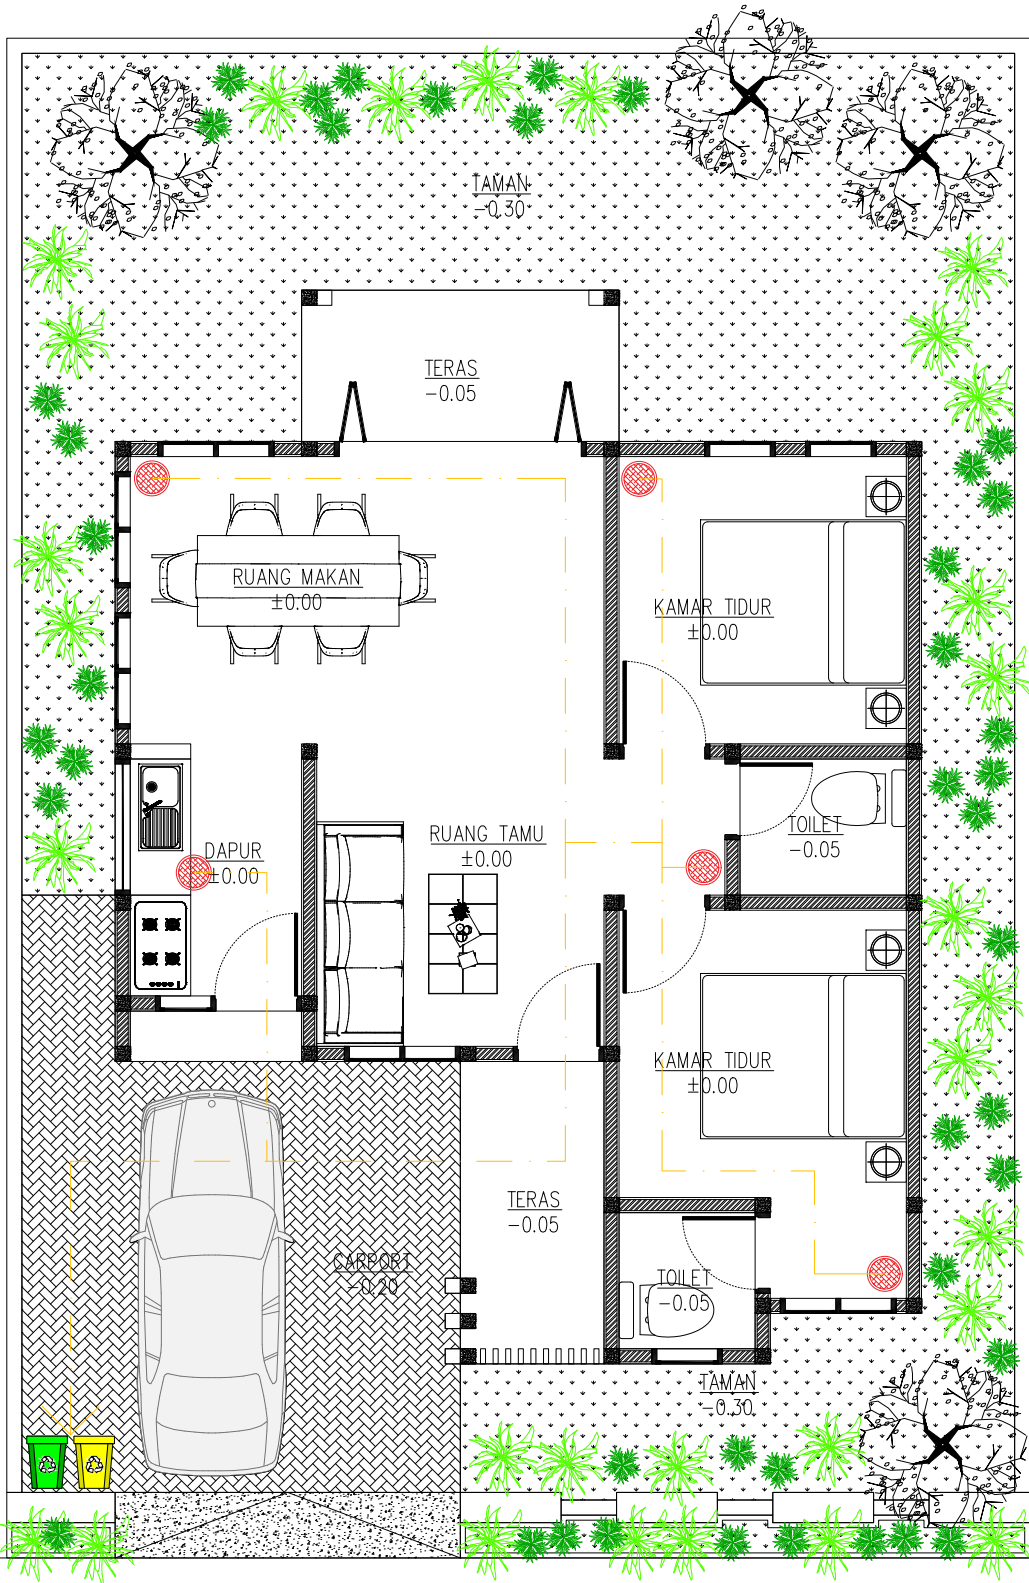 TAMAN
-0.30
TERAS
-0.05
RUANG MAKAN
±0.00
KAMAR TIDUR
±0.00
RUANG TAMU
±0.00
TOILET
-0.05
DAPUR
±0.00
KAMAR TIDUR
±0.00
TERAS
-0.05
CARPORT
-0.20
TOILET
-0.05
TAMAN
-0.30